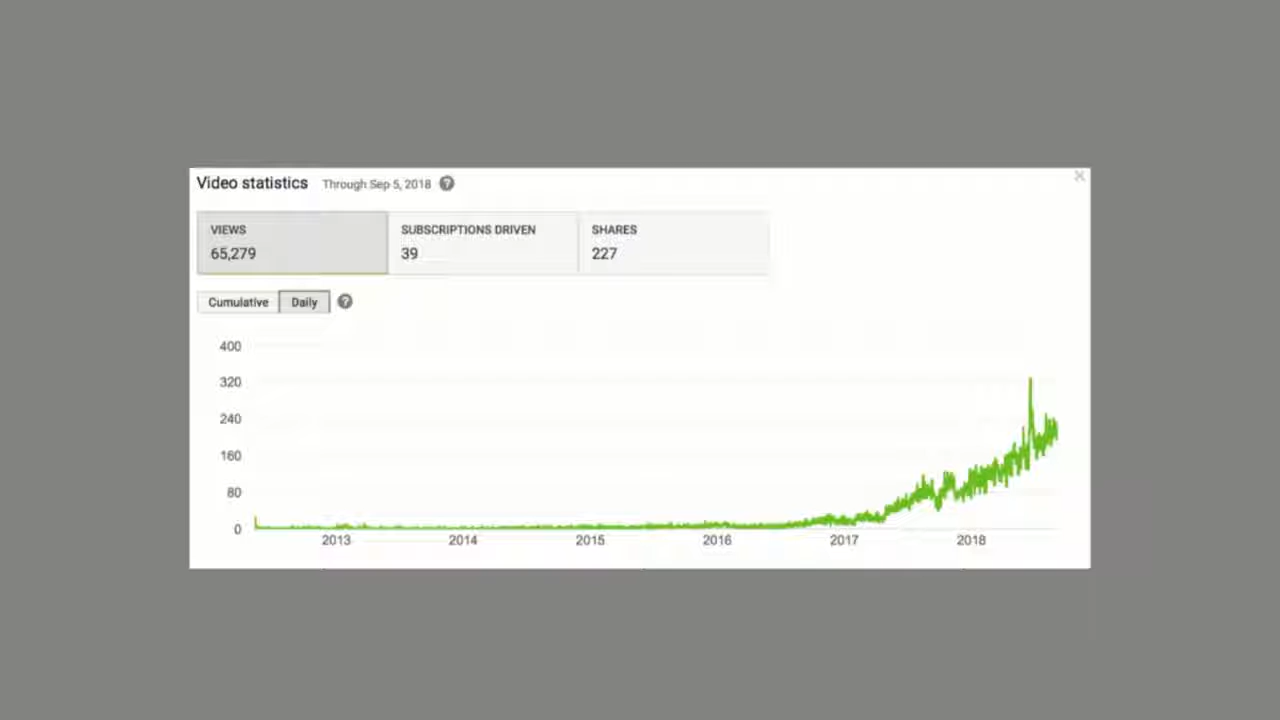 Video statistics Through Sep 5, 2018 ?
VIEWS SUBSCRIPTIONS DRIVEN SHARES
65,279 39 227
Cumulative Daily ?
400
320
240
160
80
0
2013 2014 2015 2016 2017 2018